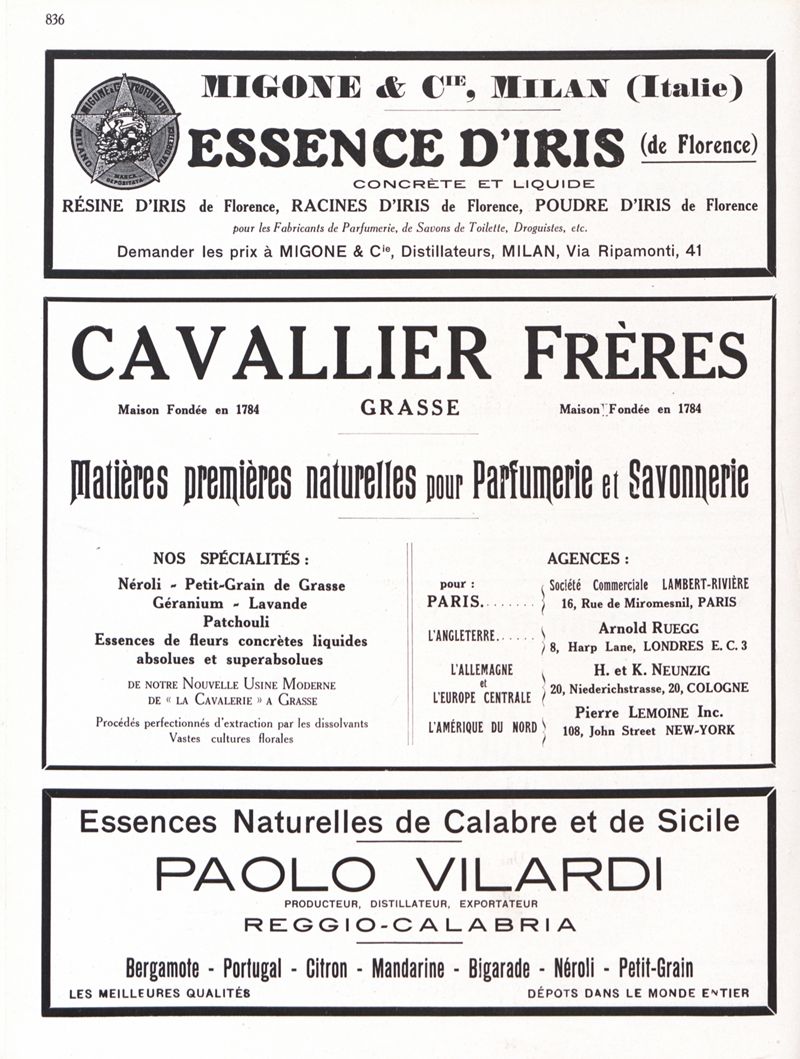 836
MIGONE & CIE, MILAN (Italie)
MIGONE & C. PROFUMIERI
MILANO
MARCA DEPOSITATA
ESSENCE D'IRIS (de Florence)
CONCRÈTE ET LIQUIDE
RÉSINE D'IRIS de Florence, RACINES D'IRIS de Florence, POUDRE D'IRIS de Florence
pour les Fabricants de Parfumerie, de Savons de Toilette, Droguistes, etc.
Demander les prix à MIGONE & Cie, Distillateurs, MILAN, Via Ripamonti, 41
CAVALLIER FRÈRES
Maison Fondée en 1784 GRASSE Maison Fondée en 1784
Matières premières naturelles pour Parfumerie et Savonnerie
NOS SPÉCIALITÉS :
Néroli - Petit-Grain de Grasse
Géranium - Lavande
Patchouli
Essences de fleurs concrètes liquides
absolues et superabsolues
DE NOTRE NOUVELLE USINE MODERNE
DE « LA CAVALERIE » A GRASSE
Procédés perfectionnés d'extraction par les dissolvants
Vastes cultures florales
AGENCES :
pour :
PARIS........ Société Commerciale LAMBERT-RIVIÈRE
16, Rue de Miromesnil, PARIS
L'ANGLETERRE...... Arnold RUEGG
8, Harp Lane, LONDRES E. C. 3
L'ALLEMAGNE
et
L'EUROPE CENTRALE
H. et K. NEUNZIG
20, Niederichstrasse, 20, COLOGNE
L'AMÉRIQUE DU NORD
Pierre LEMOINE Inc.
108, John Street NEW-YORK
Essences Naturelles de Calabre et de Sicile
PAOLO VILARDI
PRODUCTEUR, DISTILLATEUR, EXPORTATEUR
REGGIO-CALABRIA
Bergamote - Portugal - Citron - Mandarine - Bigarade - Néroli - Petit-Grain
LES MEILLEURES QUALITÉS DÉPOTS DANS LE MONDE ENTIER